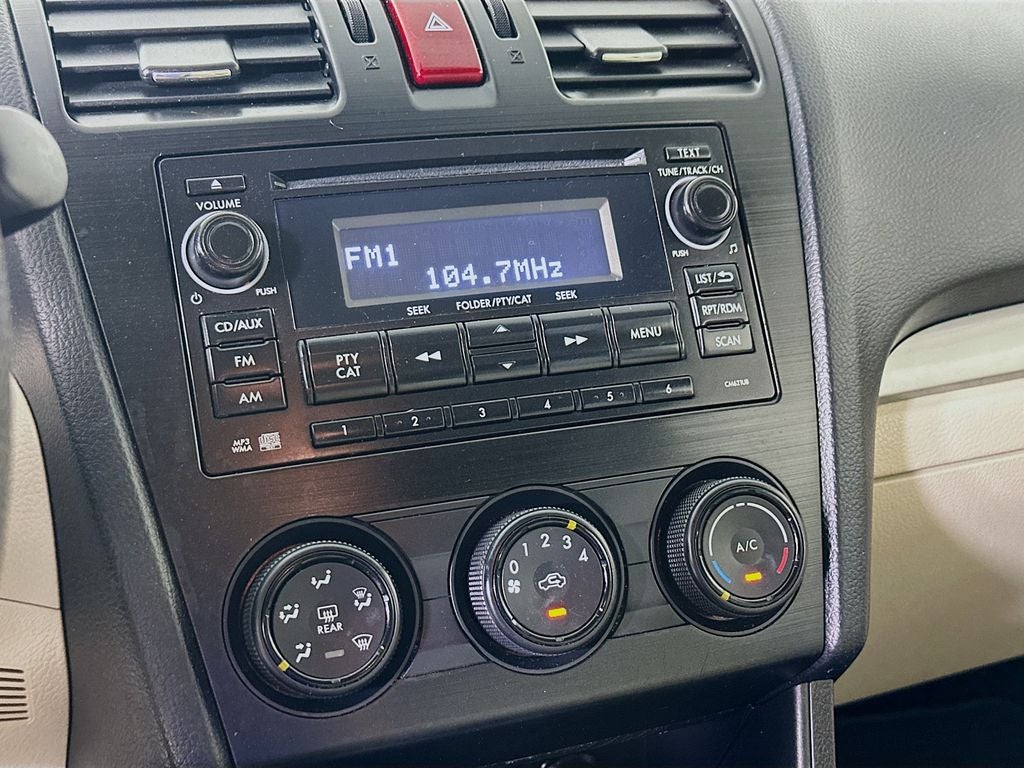 TEXT
VOLUME
TUNE/TRACK/CH
PUSH
PUSH
FM1
104.7MHz
SEEK
FOLDER/PTY/CAT
SEEK
CD/AUX
FM
AM
PTY
CAT
MENU
LIST/
RPT/RDM
SCAN
1
2
3
4
5
6
CM621UB
MP3
WMA
REAR
0
1
2
3
4
A/C